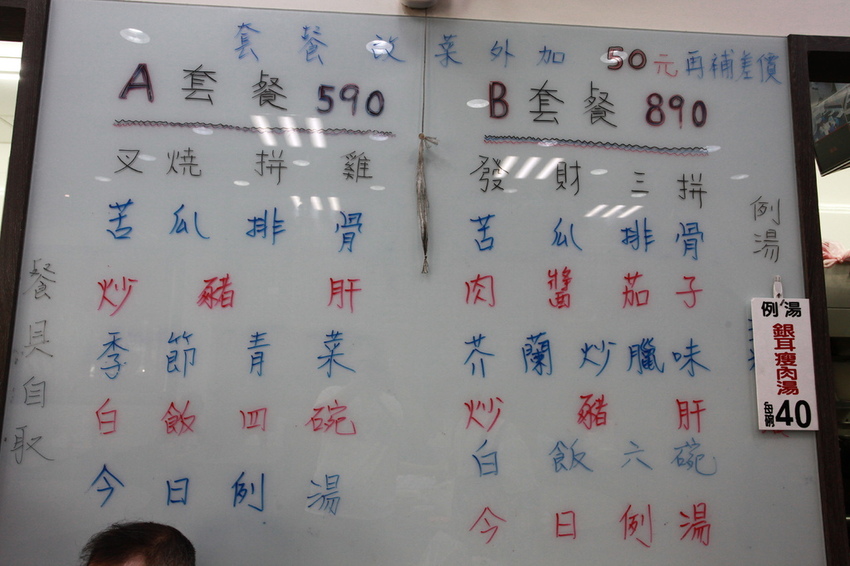 套餐改菜外加50元再補差價
A套餐 590
叉燒拼雞
苦瓜排骨
炒豬肝
季節青菜
白飯四碗
今日例湯
B套餐 890
發財三拼
苦瓜排骨
肉醬茄子
芥蘭炒臘味
炒豬肝
白飯六碗
今日例湯
餐具自取
例湯
例湯
銀耳瘦肉湯
每碗40